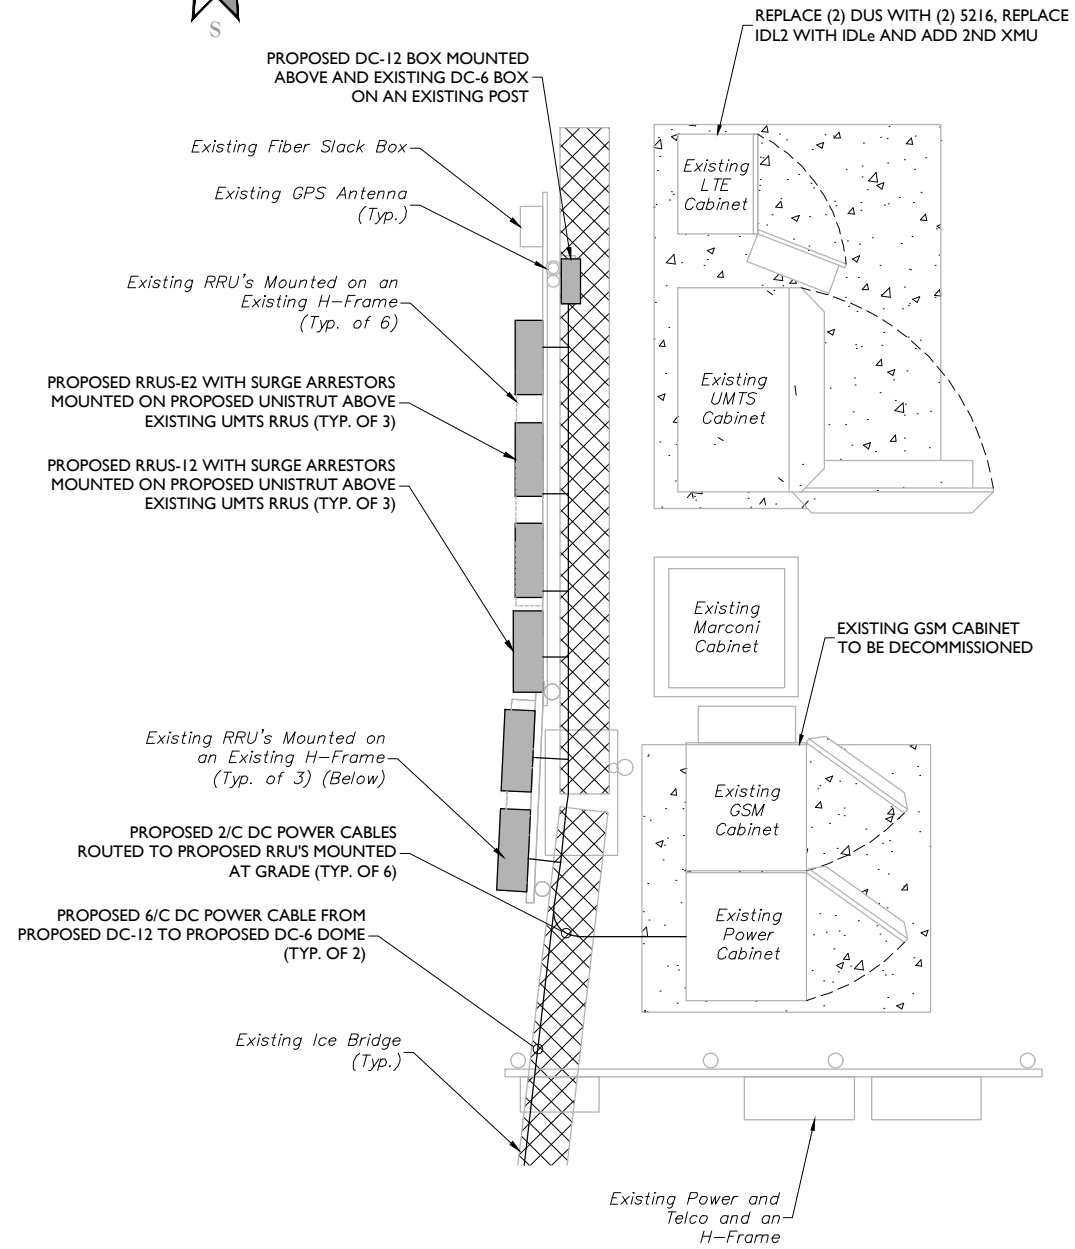 S
REPLACE (2) DUS WITH (2) 5216, REPLACE
IDL2 WITH IDLe AND ADD 2ND XMU
PROPOSED DC-12 BOX MOUNTED
ABOVE AND EXISTING DC-6 BOX
ON AN EXISTING POST
Existing Fiber Slack Box
Existing GPS Antenna
(Typ.)
Existing RRU's Mounted on an
Existing H-Frame
(Typ. of 6)
PROPOSED RRUS-E2 WITH SURGE ARRESTORS
MOUNTED ON PROPOSED UNISTRUT ABOVE
EXISTING UMTS RRUS (TYP. OF 3)
PROPOSED RRUS-12 WITH SURGE ARRESTORS
MOUNTED ON PROPOSED UNISTRUT ABOVE
EXISTING UMTS RRUS (TYP. OF 3)
Existing
LTE
Cabinet
Existing
UMTS
Cabinet
Existing
Marconi
Cabinet
EXISTING GSM CABINET
TO BE DECOMMISSIONED
Existing RRU's Mounted on
an Existing H-Frame
(Typ. of 3) (Below)
Existing
GSM
Cabinet
PROPOSED 2/C DC POWER CABLES
ROUTED TO PROPOSED RRU'S MOUNTED
AT GRADE (TYP. OF 6)
Existing
Power
Cabinet
PROPOSED 6/C DC POWER CABLE FROM
PROPOSED DC-12 TO PROPOSED DC-6 DOME
(TYP. OF 2)
Existing Ice Bridge
(Typ.)
Existing Power and
Telco and an
H-Frame